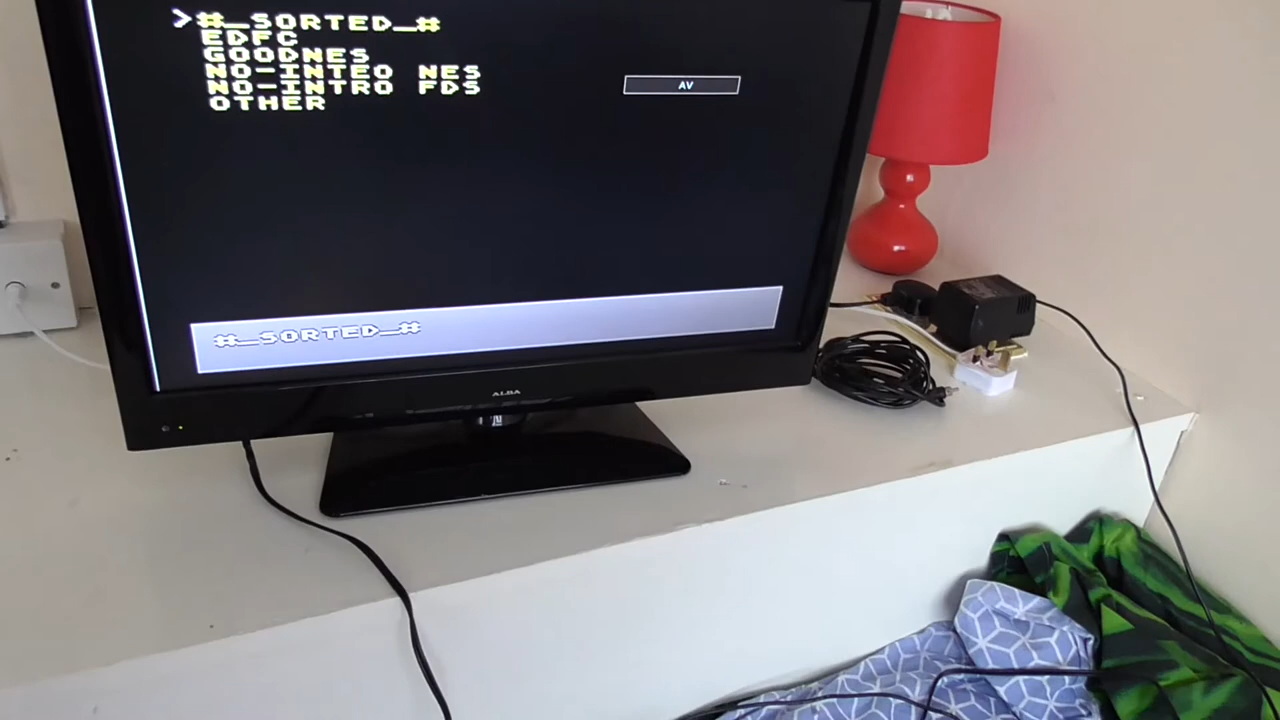 >#_SORTED_#
EDFC
GOODNES
NO-INTEO NES
NO-INTRO FDS
OTHER
AV
#_SORTED_#
ALBA